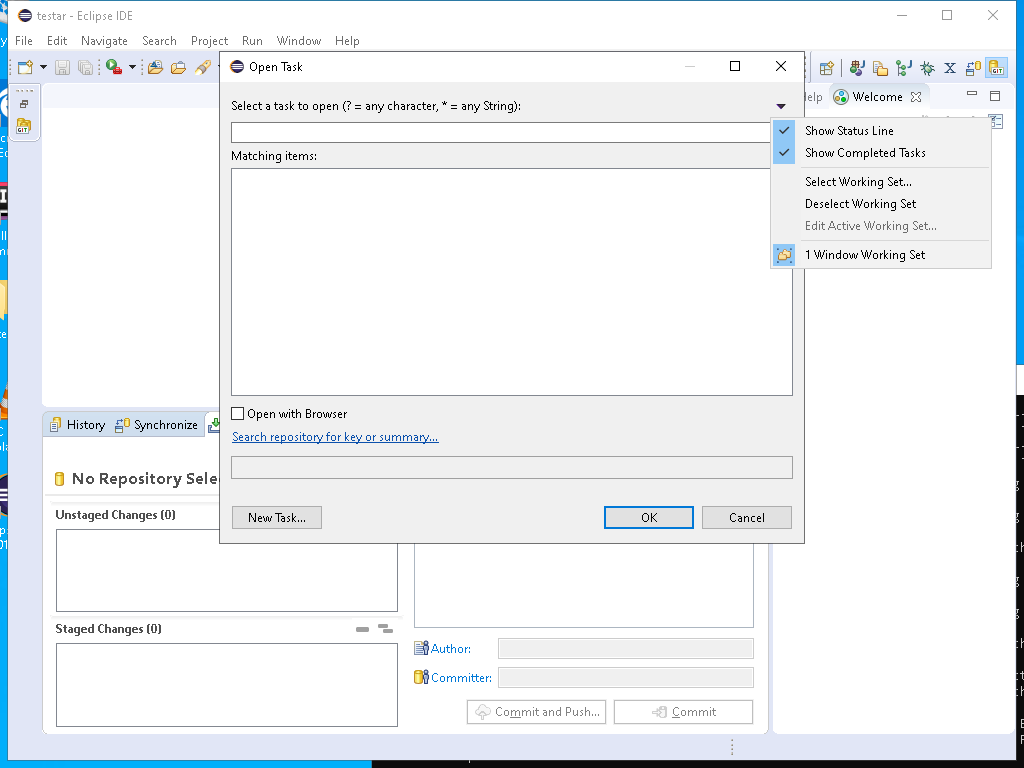 testar - Eclipse IDE
File Edit Navigate Search Project Run Window Help
Open Task
Select a task to open (? = any character, * = any String):
Matching items:
Open with Browser
Search repository for key or summary...
New Task...
OK
Cancel
Help
Welcome
Show Status Line
Show Completed Tasks
Select Working Set...
Deselect Working Set
Edit Active Working Set...
1 Window Working Set
GIT
GIT
History
Synchronize
No Repository Sele
Unstaged Changes (0)
Staged Changes (0)
Author:
Committer:
Commit and Push...
Commit